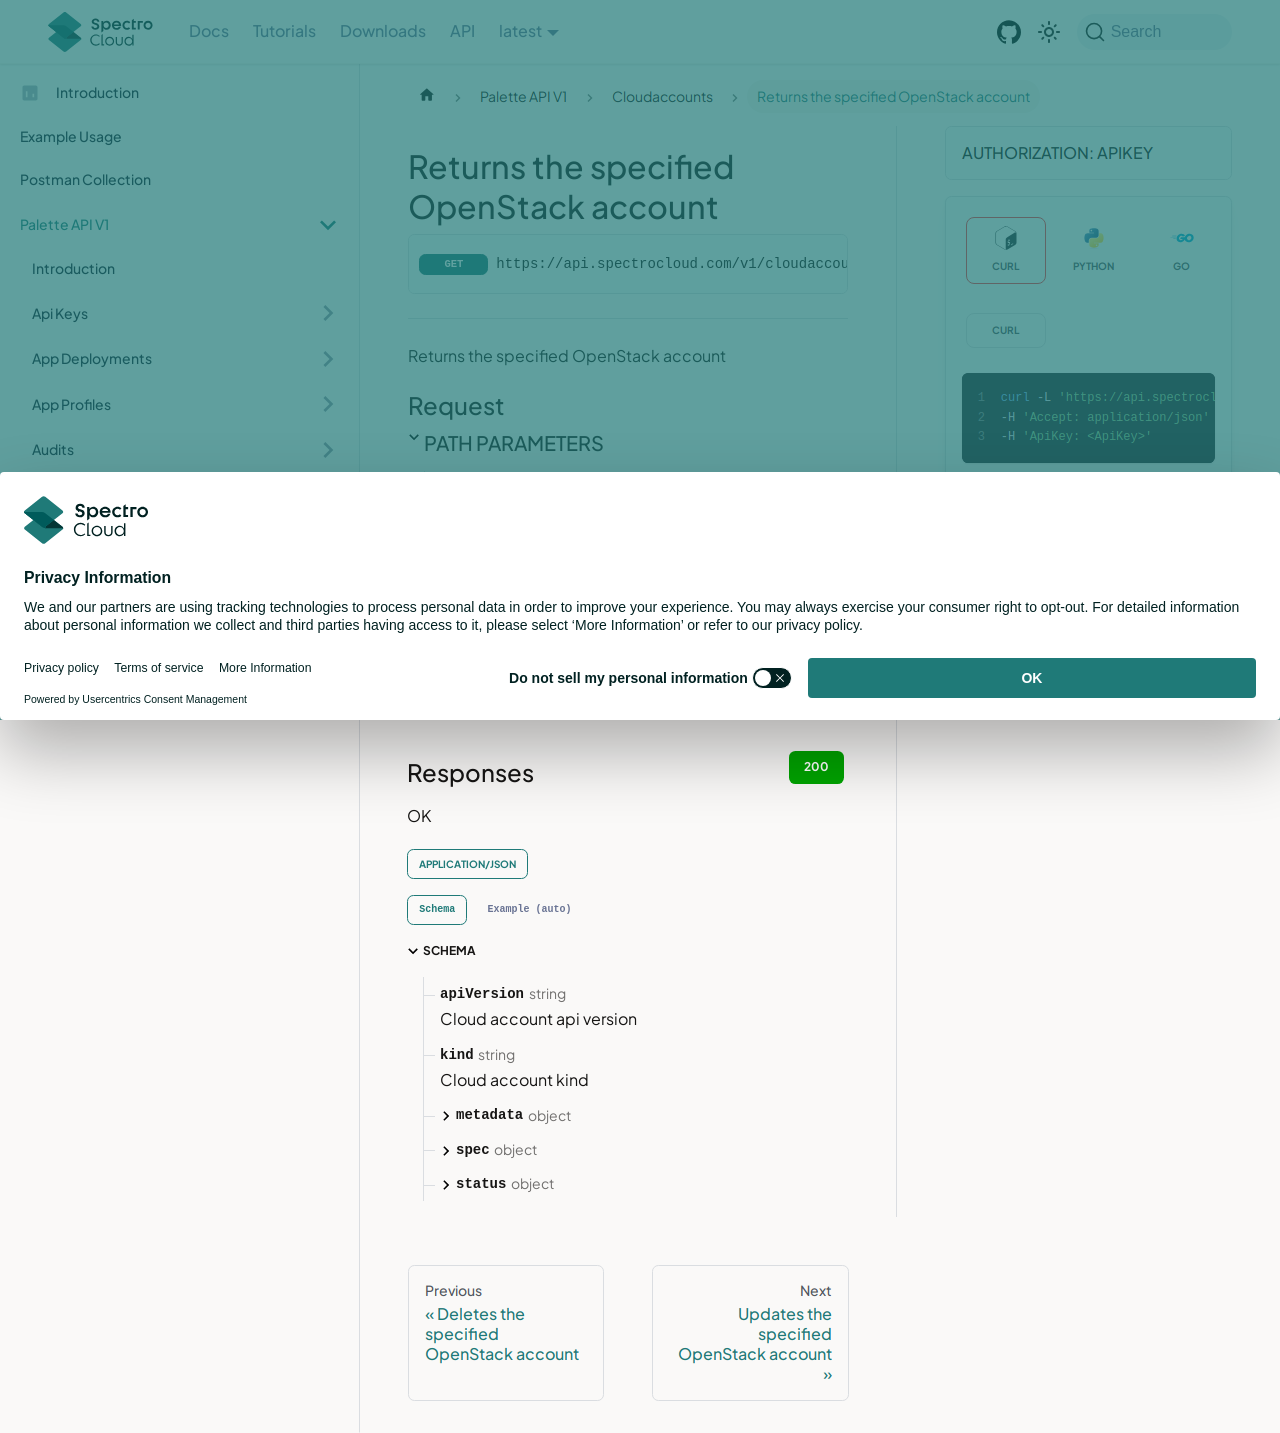 Spectro Cloud
Docs Tutorials Downloads API latest
Search
Introduction
Example Usage
Postman Collection
Palette API V1
Introduction
Api Keys
App Deployments
App Profiles
Audits
Palette API V1 > Cloudaccounts > Returns the specified OpenStack account
Returns the specified
OpenStack account
GET https://api.spectrocloud.com/v1/cloudaccou
Returns the specified OpenStack account
Request
PATH PARAMETERS
AUTHORIZATION: APIKEY
CURL PYTHON GO
CURL
1 curl -L 'https://api.spectrocl
2 -H 'Accept: application/json'
3 -H 'ApiKey: <ApiKey>'
Spectro
Cloud
Privacy Information
We and our partners are using tracking technologies to process personal data in order to improve your experience. You may always exercise your consumer right to opt-out. For detailed information
about personal information we collect and third parties having access to it, please select ‘More Information’ or refer to our privacy policy.
Privacy policy Terms of service More Information
Powered by Usercentrics Consent Management
Do not sell my personal information
OK
Responses
200
OK
APPLICATION/JSON
Schema Example (auto)
SCHEMA
apiVersion string
Cloud account api version
kind string
Cloud account kind
metadata object
spec object
status object
Previous
« Deletes the
specified
OpenStack account
Next
Updates the
specified
OpenStack account
»